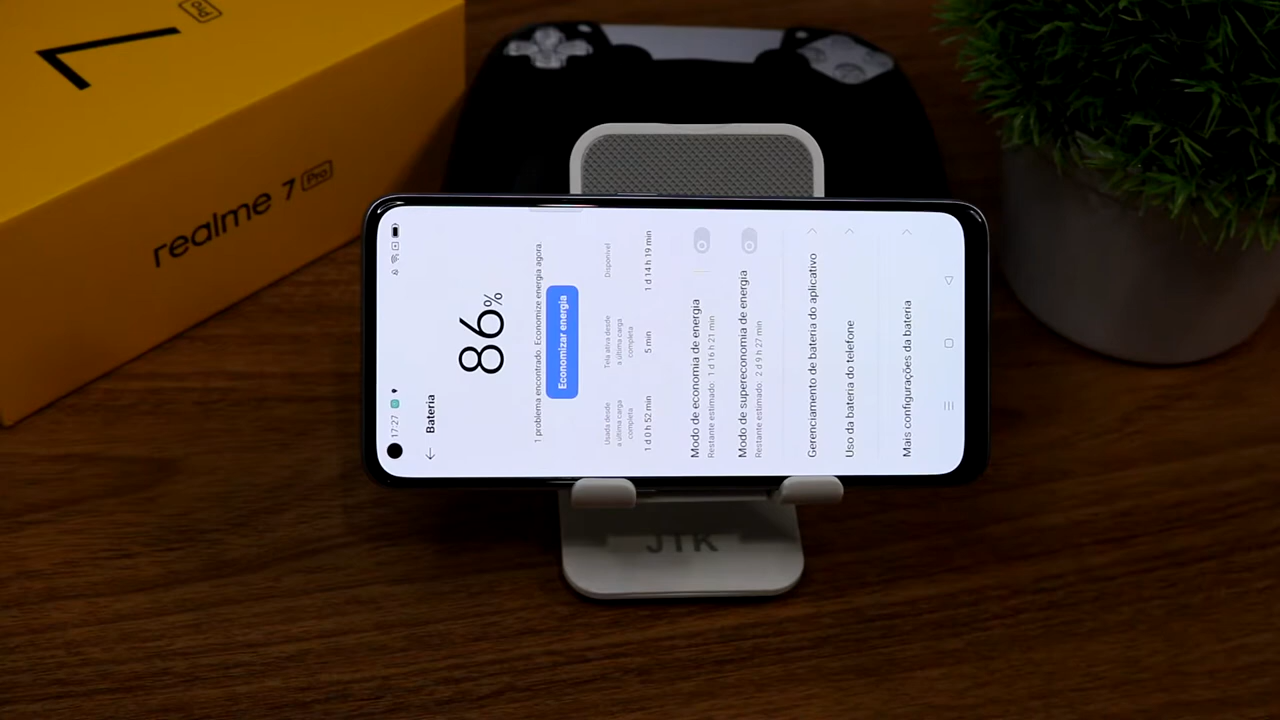 7 Pro
realme 7 Pro
17:27
← Bateria
86%
1 problema encontrado. Economize energia agora.
Economizar energia
Usada desde
a última carga
completa
1 d 0 h 52 min
Tela ativa desde
a última carga
completa
5 min
Disponível
1 d 14 h 19 min
Modo de economia de energia
Restante estimado: 1 d 16 h 21 min
Modo de supereconomia de energia
Restante estimado: 2 d 9 h 27 min
Gerenciamento de bateria do aplicativo
Uso da bateria do telefone
Mais configurações da bateria
JTK